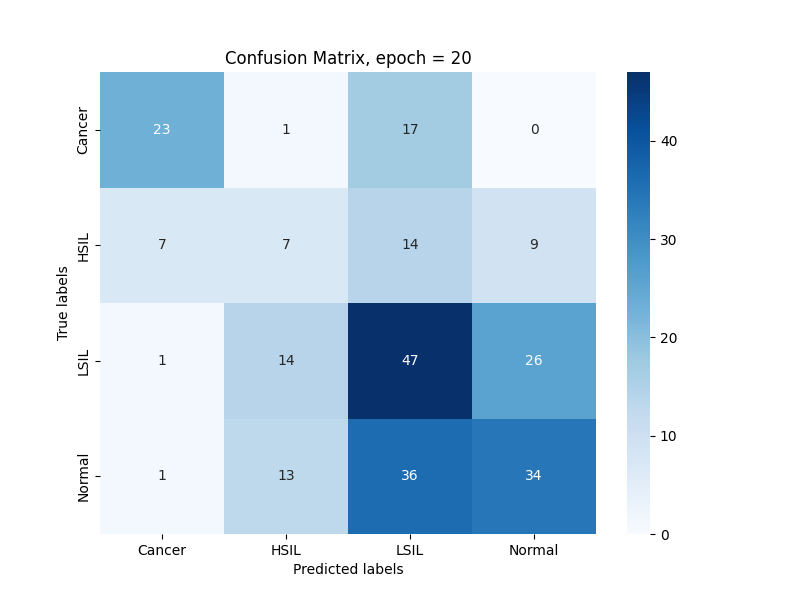 Confusion Matrix, epoch = 20
True labels
Cancer 23 1 17 0
HSIL 7 7 14 9
LSIL 1 14 47 26
Normal 1 13 36 34
Cancer HSIL LSIL Normal
Predicted labels
40
30
20
10
0